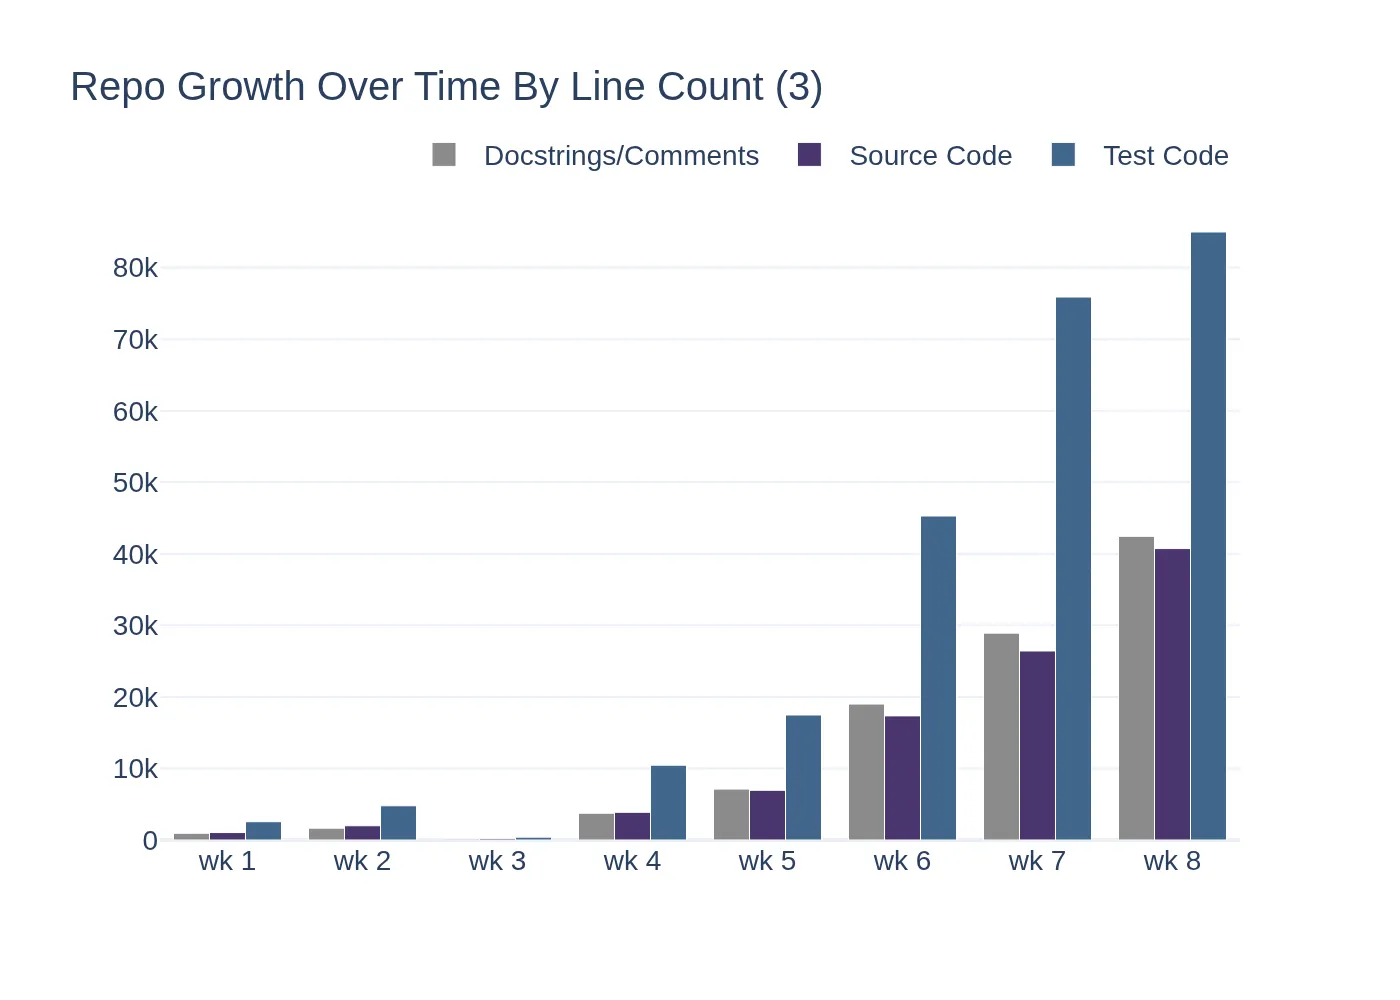 Repo Growth Over Time By Line Count (3)
Docstrings/Comments Source Code Test Code
80k
70k
60k
50k
40k
30k
20k
10k
0
wk 1 wk 2 wk 3 wk 4 wk 5 wk 6 wk 7 wk 8